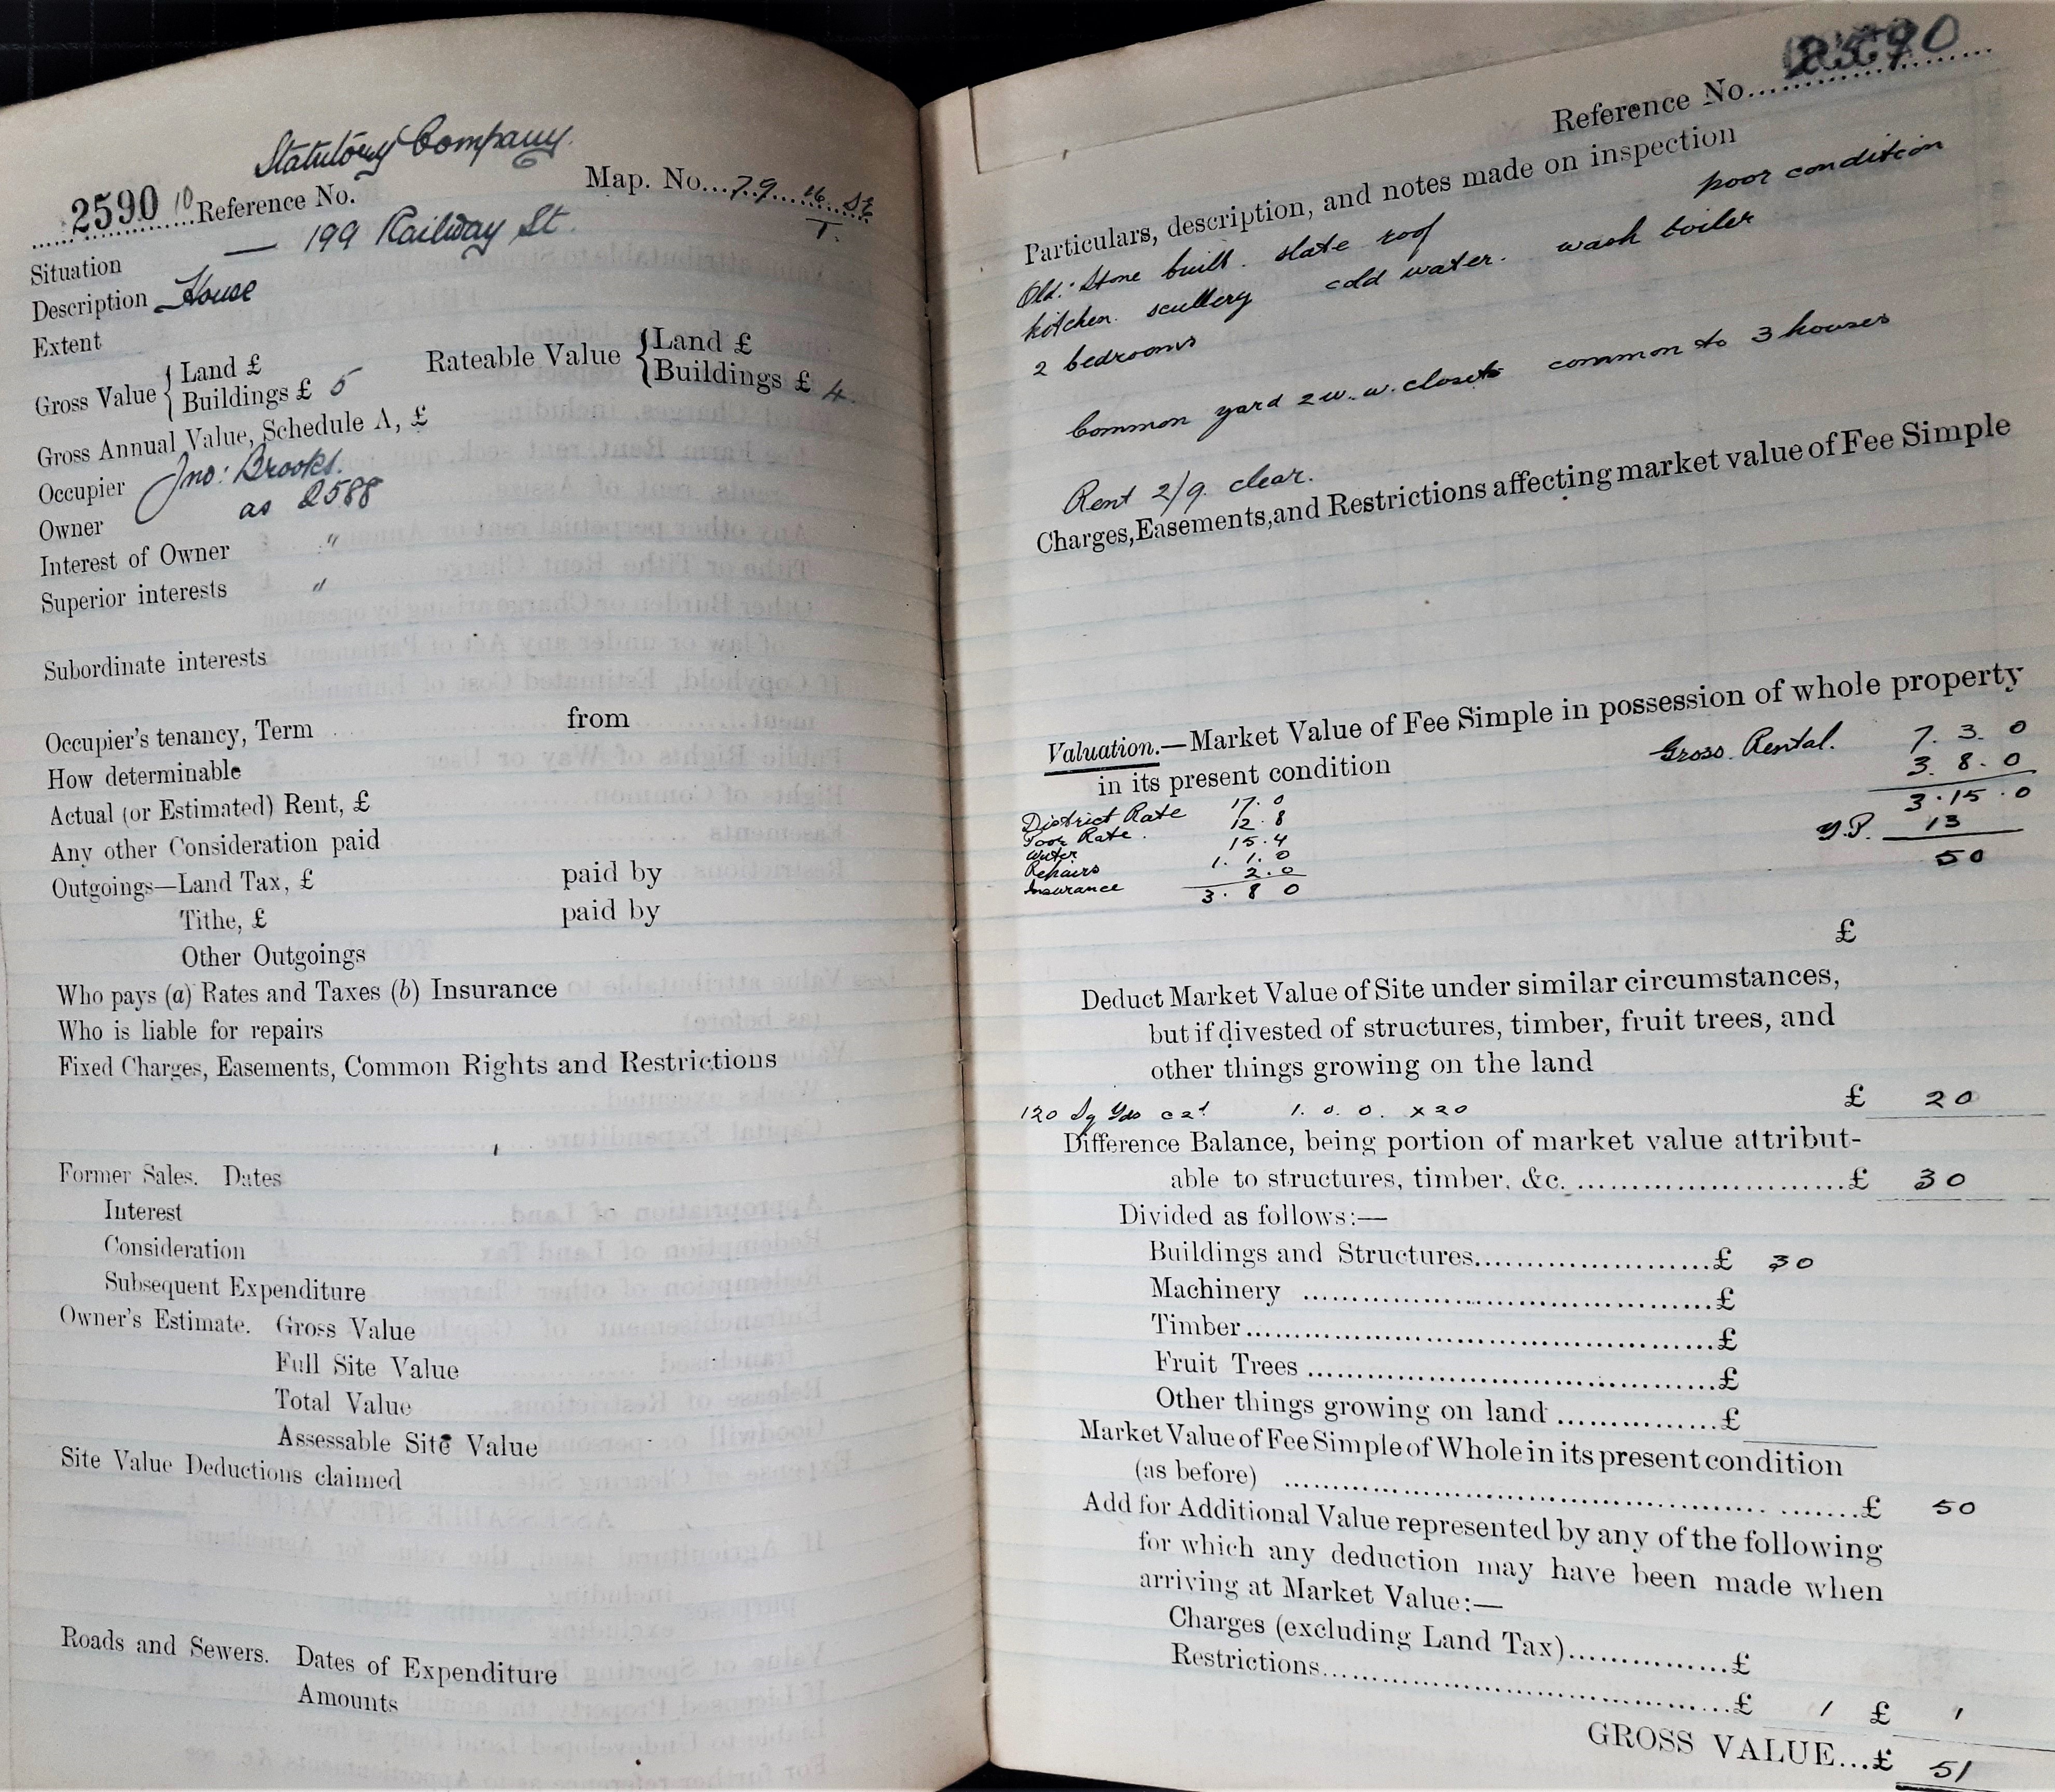 Statutory Company
2590 10 Reference No. Map. No...79 16 SE
T.
Situation — 199 Railway St.
Description House
Extent
Gross Value { Land £
Buildings £ 5 Rateable Value { Land £
Buildings £ 4.
Gross Annual Value, Schedule A, £
Occupier Jno: Brooks.
Owner as 2588
Interest of Owner "
Superior interests "
Subordinate interests
Occupier's tenancy, Term from
How determinable
Actual (or Estimated) Rent, £
Any other Consideration paid
Outgoings—Land Tax, £ paid by
Tithe, £ paid by
Other Outgoings
Who pays (a) Rates and Taxes (b) Insurance
Who is liable for repairs
Fixed Charges, Easements, Common Rights and Restrictions
Former Sales. Dates
Interest
Consideration
Subsequent Expenditure
Owner's Estimate. Gross Value
Full Site Value
Total Value
Assessable Site Value
Site Value Deductions claimed
Roads and Sewers. Dates of Expenditure
Amounts
Reference No. 2590
Particulars, description, and notes made on inspection
Old: Stone built. slate roof poor condition
kitchen. scullery cold water. wash boiler
2 bedrooms
Common yard 2 w.w. closets common to 3 houses
Rent 2/9. clear.
Charges, Easements, and Restrictions affecting market value of Fee Simple
Valuation.—Market Value of Fee Simple in possession of whole property
in its present condition Gross Rental. 7. 3. 0
3. 8. 0
District Rate 17. 0 3. 15. 0
Poor Rate. 12. 8 Y.P. 13
Water 15. 4 50
Repairs 1. 1. 0
Insurance 2. 0
3. 8 0
£
Deduct Market Value of Site under similar circumstances,
but if divested of structures, timber, fruit trees, and
other things growing on the land
£ 20
120 Sq Yds 1. 0. 0. x 20
Difference Balance, being portion of market value attribut-
able to structures, timber, &c. £ 30
Divided as follows:—
Buildings and Structures £ 30
Machinery £
Timber £
Fruit Trees £
Other things growing on land £
Market Value of Fee Simple of Whole in its present condition
(as before) £ 50
Add for Additional Value represented by any of the following
for which any deduction may have been made when
arriving at Market Value:—
Charges (excluding Land Tax) £
Restrictions £ 1 £ 1
GROSS VALUE...£ 51